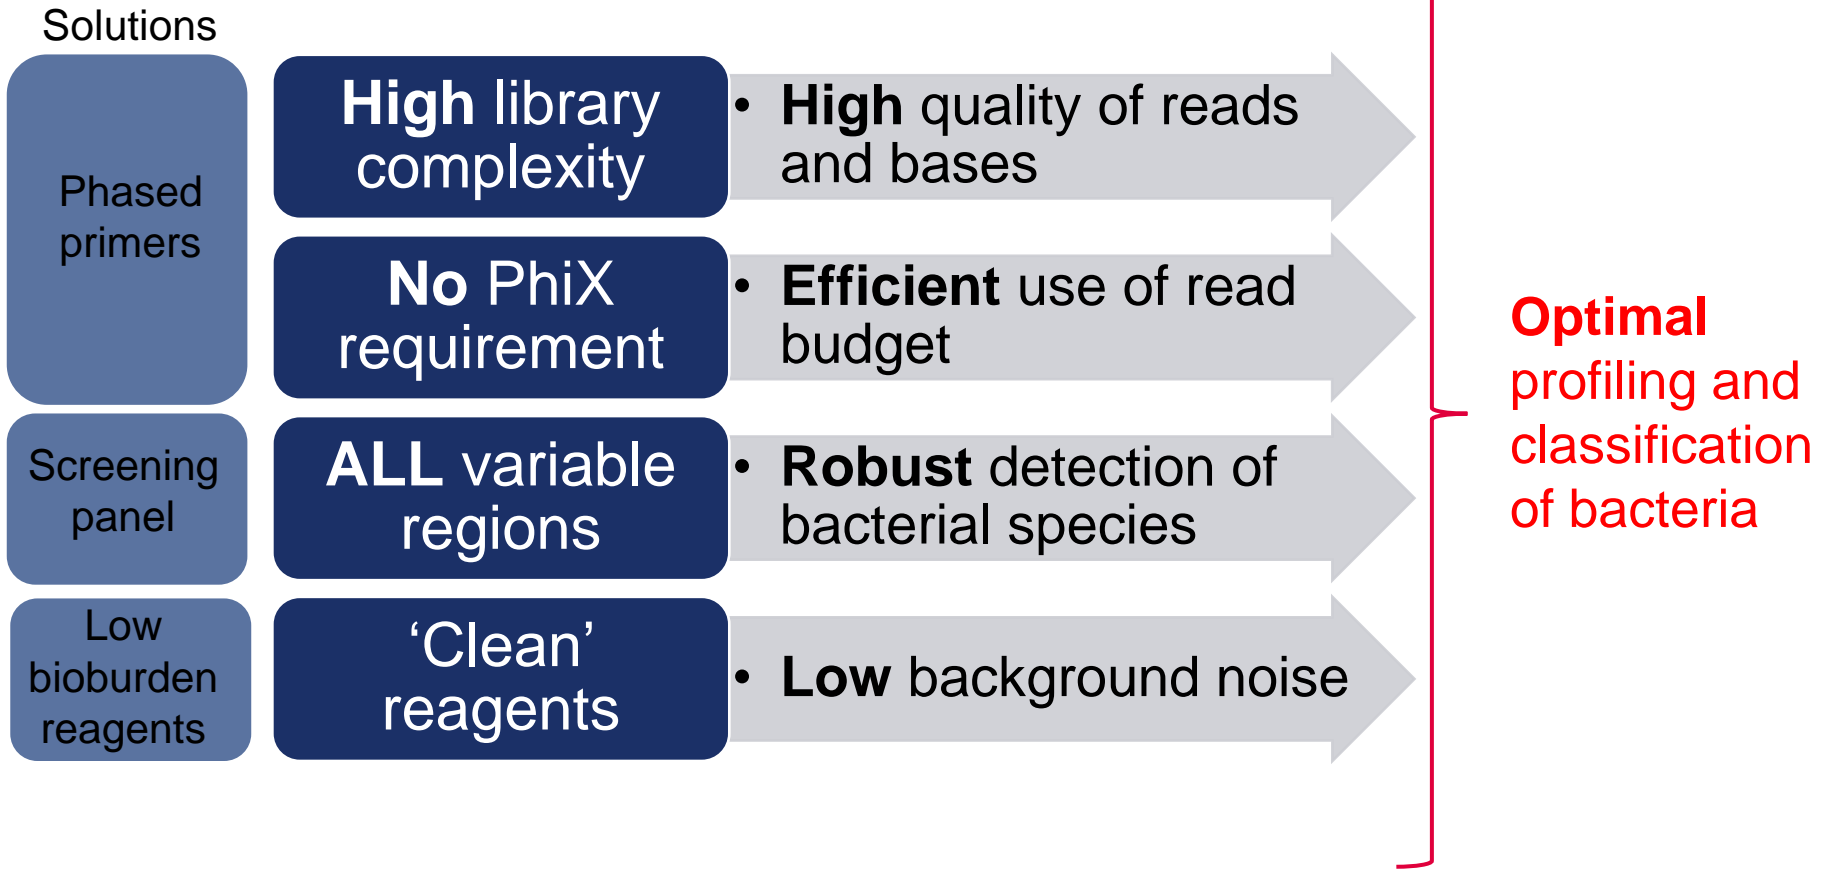 Solutions
Phased
primers
High library
complexity
• High quality of reads
and bases
No PhiX
requirement
• Efficient use of read
budget
Screening
panel
ALL variable
regions
• Robust detection of
bacterial species
Low
bioburden
reagents
‘Clean’
reagents
• Low background noise
Optimal
profiling and
classification
of bacteria